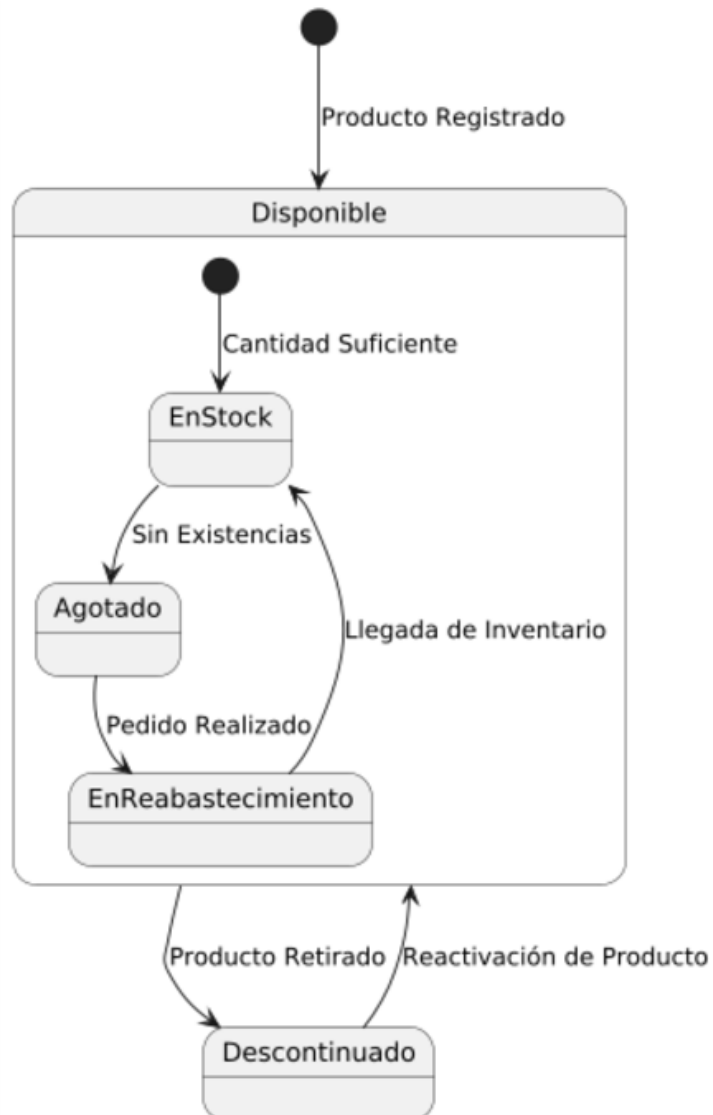 Producto Registrado
Disponible
Cantidad Suficiente
EnStock
Sin Existencias
Agotado
Llegada de Inventario
Pedido Realizado
EnReabastecimiento
Producto Retirado
Reactivación de Producto
Descontinuado